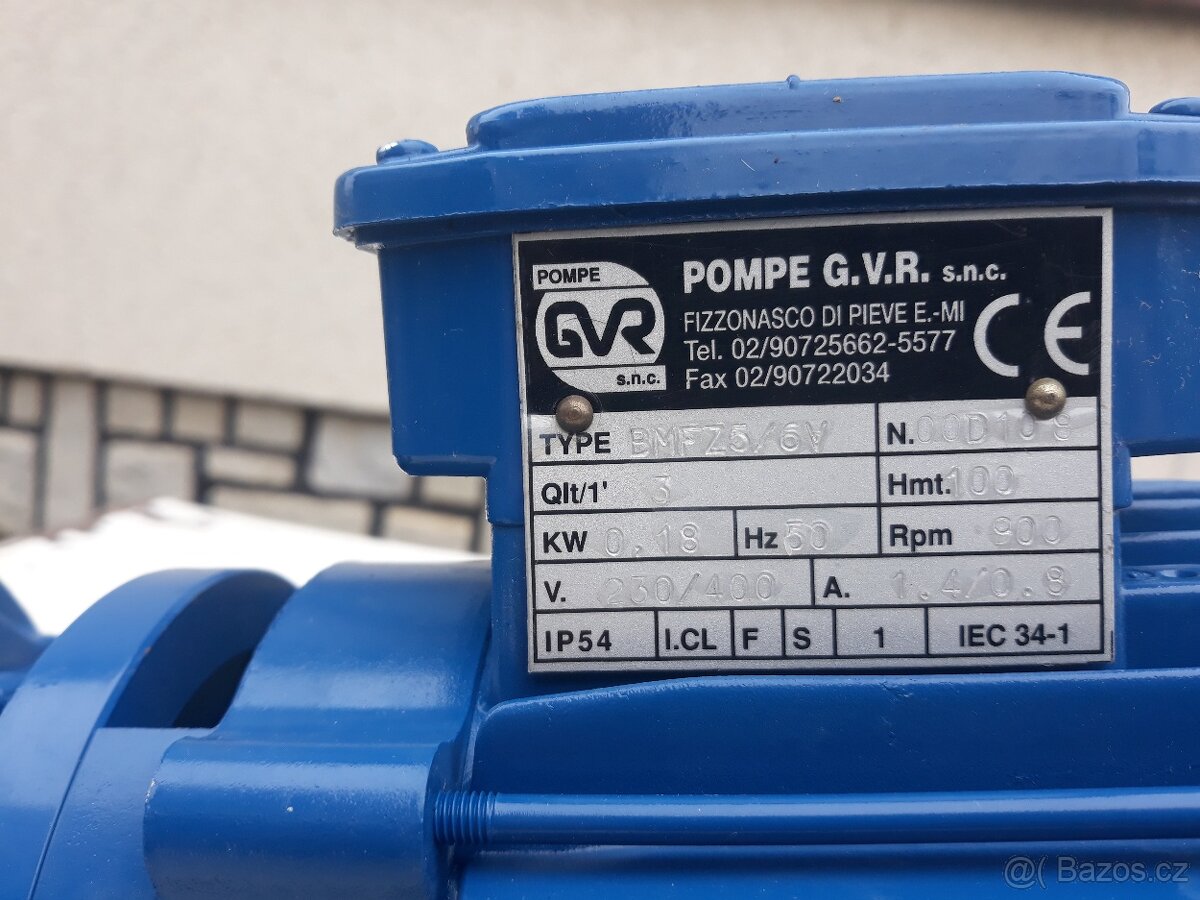 POMPE
GVR
s.n.c.
POMPE G.V.R. s.n.c.
FIZZONASCO DI PIEVE E.-MI
Tel. 02/90725662-5577
Fax 02/90722034
CE
TYPE BMFZ5/6V N. 00D108
Qlt/1' 3 Hmt. 100
KW 0.18 Hz 50 Rpm 900
V. 230/400 A. 1.4/0.8
IP54 I.CL F S 1 IEC 34-1
@( Bazos.cz